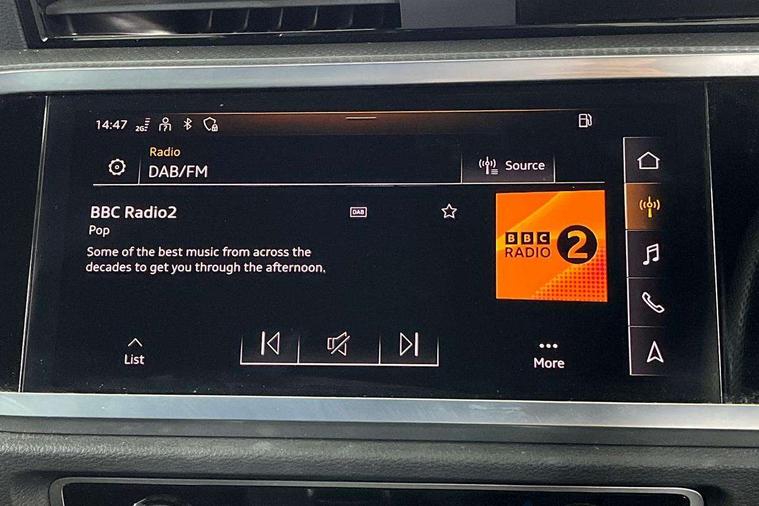 14:47 2G
Radio
DAB/FM
Source
BBC Radio2 DAB
Pop
Some of the best music from across the
decades to get you through the afternoon.
BBC
RADIO 2
List
More